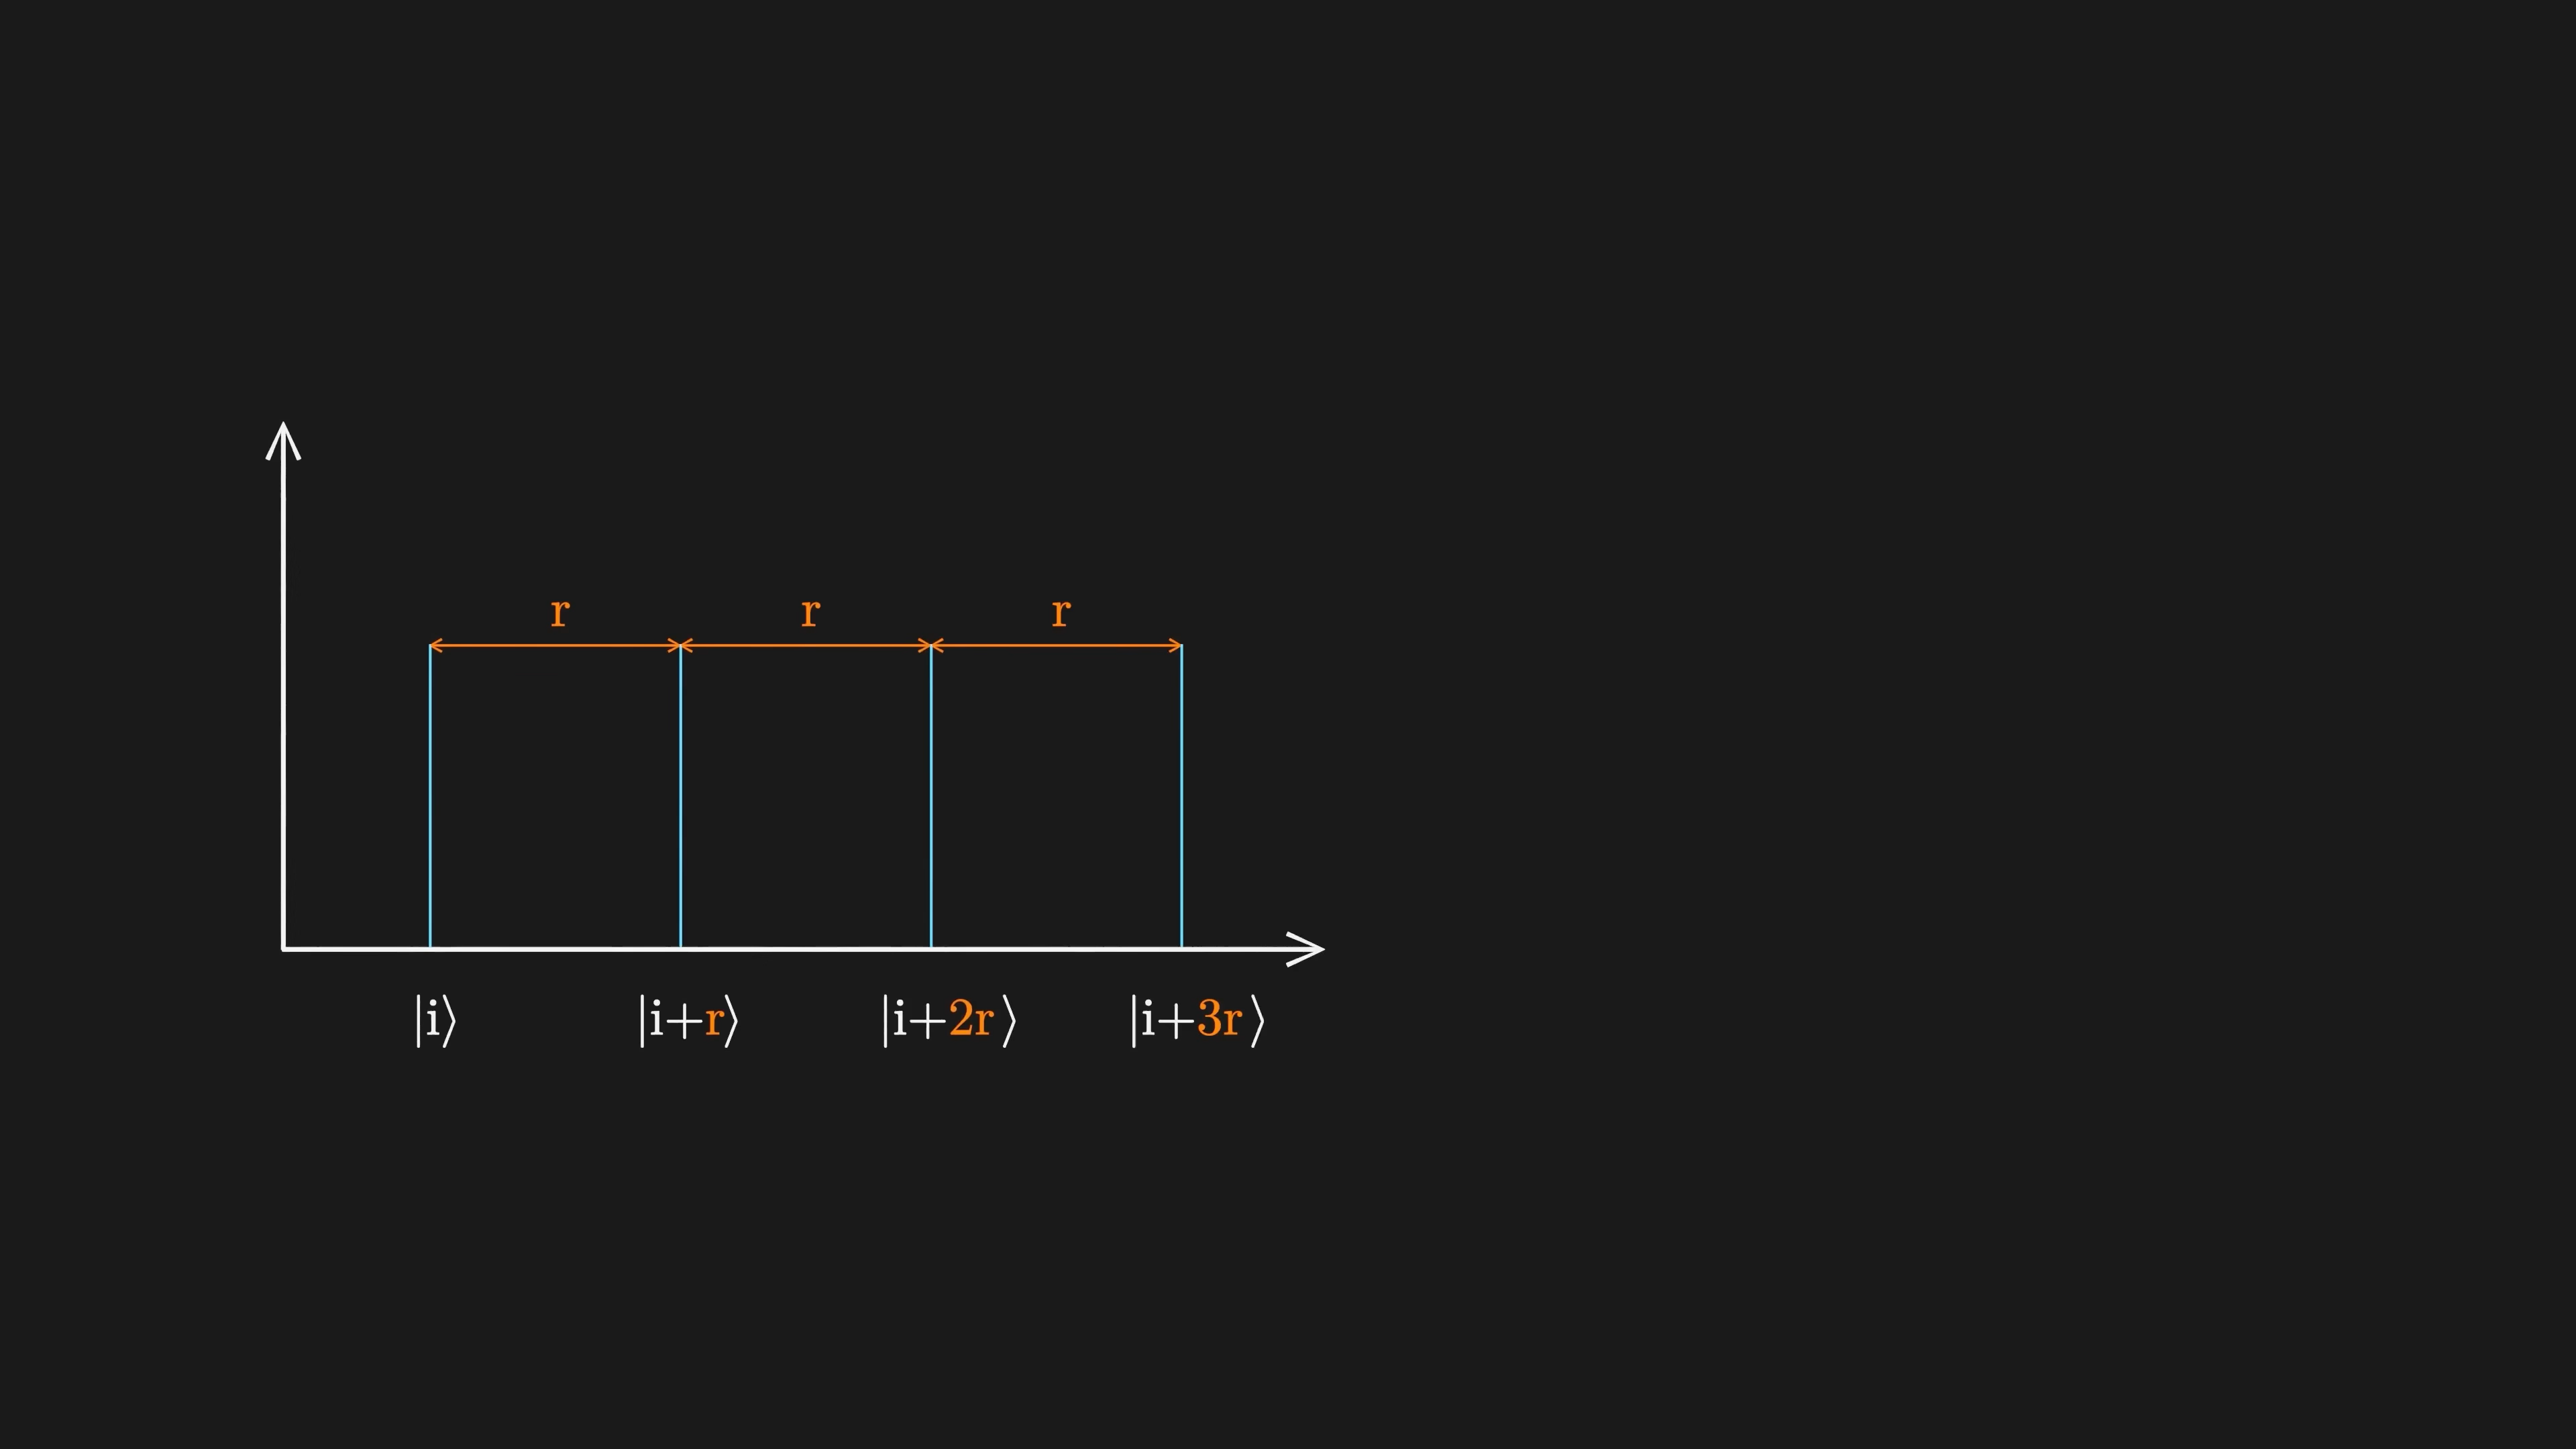 r r r
|i⟩ |i+r⟩ |i+2r⟩ |i+3r⟩